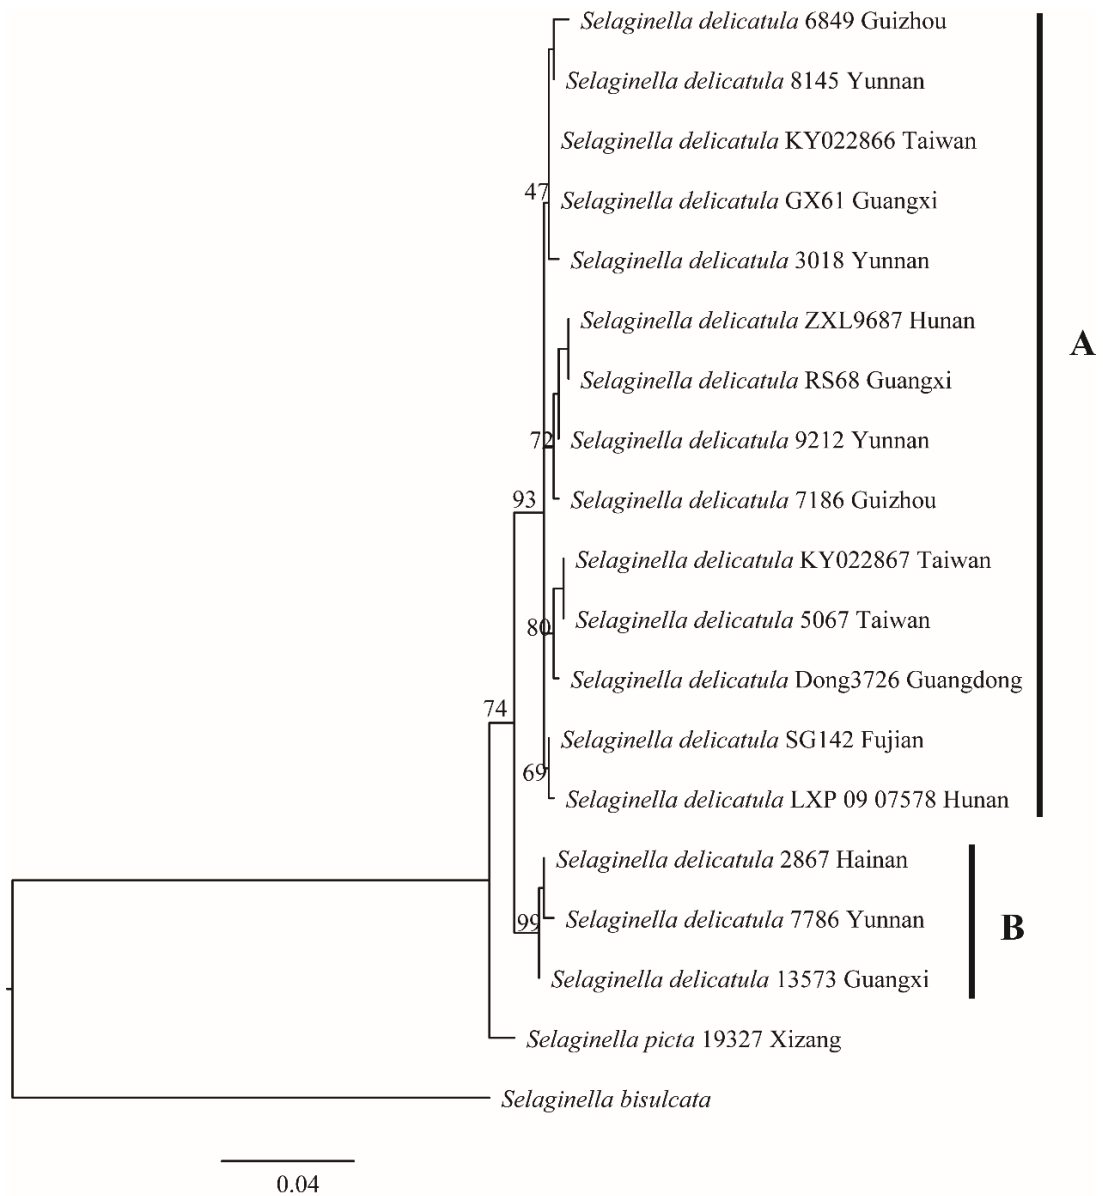 Selaginella delicatula 6849 Guizhou
Selaginella delicatula 8145 Yunnan
Selaginella delicatula KY022866 Taiwan
47
Selaginella delicatula GX61 Guangxi
Selaginella delicatula 3018 Yunnan
Selaginella delicatula ZXL9687 Hunan
A
Selaginella delicatula RS68 Guangxi
72
Selaginella delicatula 9212 Yunnan
93
Selaginella delicatula 7186 Guizhou
Selaginella delicatula KY022867 Taiwan
80
Selaginella delicatula 5067 Taiwan
Selaginella delicatula Dong3726 Guangdong
74
Selaginella delicatula SG142 Fujian
69
Selaginella delicatula LXP 09 07578 Hunan
Selaginella delicatula 2867 Hainan
99
Selaginella delicatula 7786 Yunnan
B
Selaginella delicatula 13573 Guangxi
Selaginella picta 19327 Xizang
Selaginella bisulcata
0.04